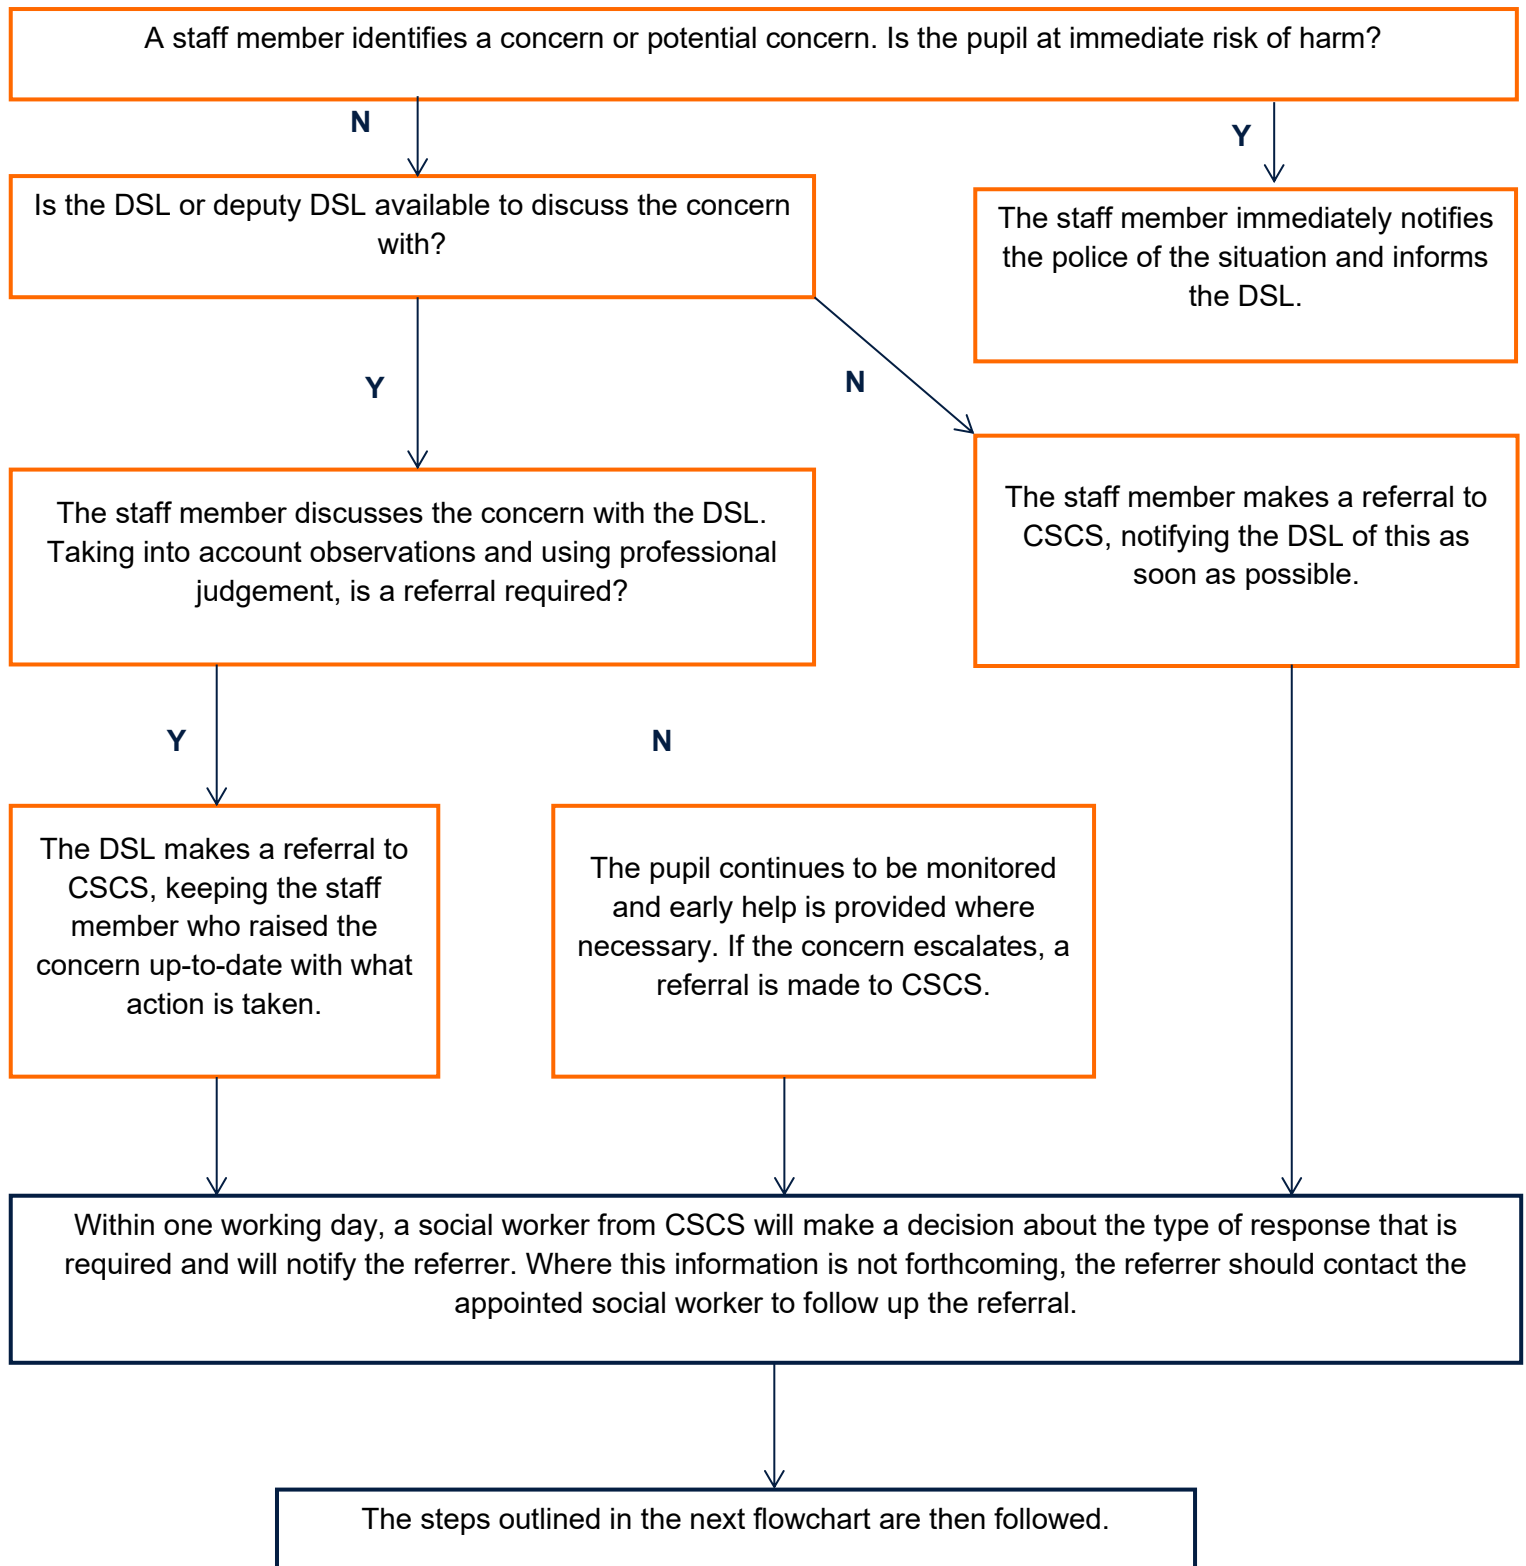 A staff member identifies a concern or potential concern. Is the pupil at immediate risk of harm?
N
Y
Is the DSL or deputy DSL available to discuss the concern
with?
The staff member immediately notifies
the police of the situation and informs
the DSL.
Y
N
The staff member discusses the concern with the DSL.
Taking into account observations and using professional
judgement, is a referral required?
The staff member makes a referral to
CSCS, notifying the DSL of this as
soon as possible.
Y
N
The DSL makes a referral to
CSCS, keeping the staff
member who raised the
concern up-to-date with what
action is taken.
The pupil continues to be monitored
and early help is provided where
necessary. If the concern escalates, a
referral is made to CSCS.
Within one working day, a social worker from CSCS will make a decision about the type of response that is
required and will notify the referrer. Where this information is not forthcoming, the referrer should contact the
appointed social worker to follow up the referral.
The steps outlined in the next flowchart are then followed.